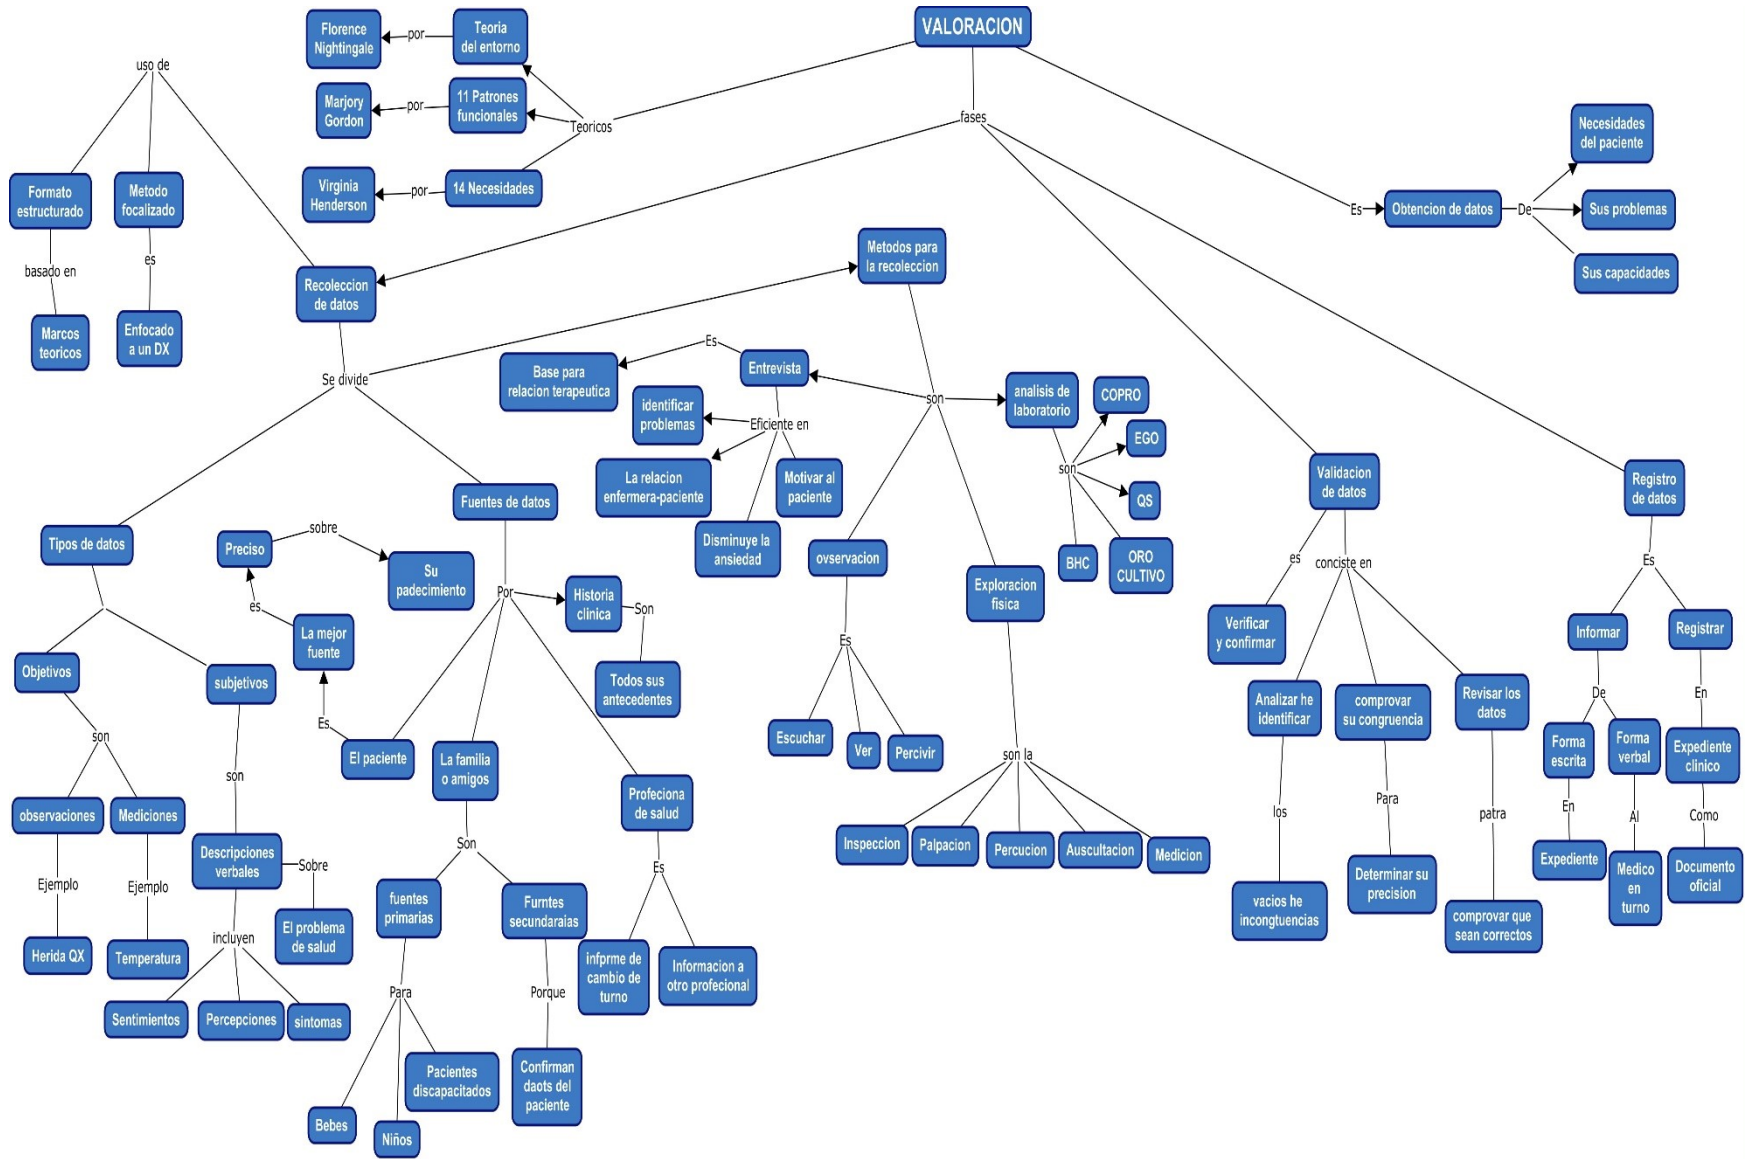 VALORACION
Florence
Nightingale
por
Teoria
del entorno
uso de
Marjory
Gordon
por
11 Patrones
funcionales
Teoricos
fases
Necesidades
del paciente
Virginia
Henderson
por
14 Necesidades
Formato
estructurado
Metodo
focalizado
Es
Obtencion de datos
De
Sus problemas
Sus capacidades
basado en
es
Recoleccion
de datos
Metodos para
la recoleccion
Marcos
teoricos
Enfocado
a un DX
Se divide
Es
Entrevista
Base para
relacion terapeutica
identificar
problemas
Eficiente en
La relacion
enfermera-paciente
Motivar al
paciente
Disminuye la
ansiedad
son
analisis de
laboratorio
COPRO
EGO
son
QS
BHC
ORO
CULTIVO
Validacion
de datos
Registro
de datos
Tipos de datos
Fuentes de datos
Preciso
sobre
Su
padecimiento
es
La mejor
fuente
Es
Por
Historia
clinica
Son
Todos sus
antecedentes
ovservacion
Exploracion
fisica
Es
Escuchar
Ver
Percivir
es
conciste en
Verificar
y confirmar
Es
Informar
Registrar
Objetivos
subjetivos
son
son
El paciente
La familia
o amigos
Profeciona
de salud
son la
Inspeccion
Palpacion
Percucion
Auscultacion
Medicion
Analizar he
identificar
comprovar
su congruencia
Revisar los
datos
los
Para
patra
vacios he
incongtuencias
Determinar su
precision
comprovar que
sean correctos
De
En
Forma
escrita
Forma
verbal
Expediente
clinico
En
Al
Como
Expediente
Medico
en
turno
Documento
oficial
observaciones
Mediciones
Ejemplo
Ejemplo
Herida QX
Temperatura
Descripciones
verbales
Sobre
El problema
de salud
incluyen
Sentimientos
Percepciones
sintomas
Son
fuentes
primarias
Furntes
secundaraias
Para
Porque
Bebes
Niños
Pacientes
discapacitados
Confirman
daots del
paciente
Es
infprme de
cambio de
turno
Informacion a
otro profecional